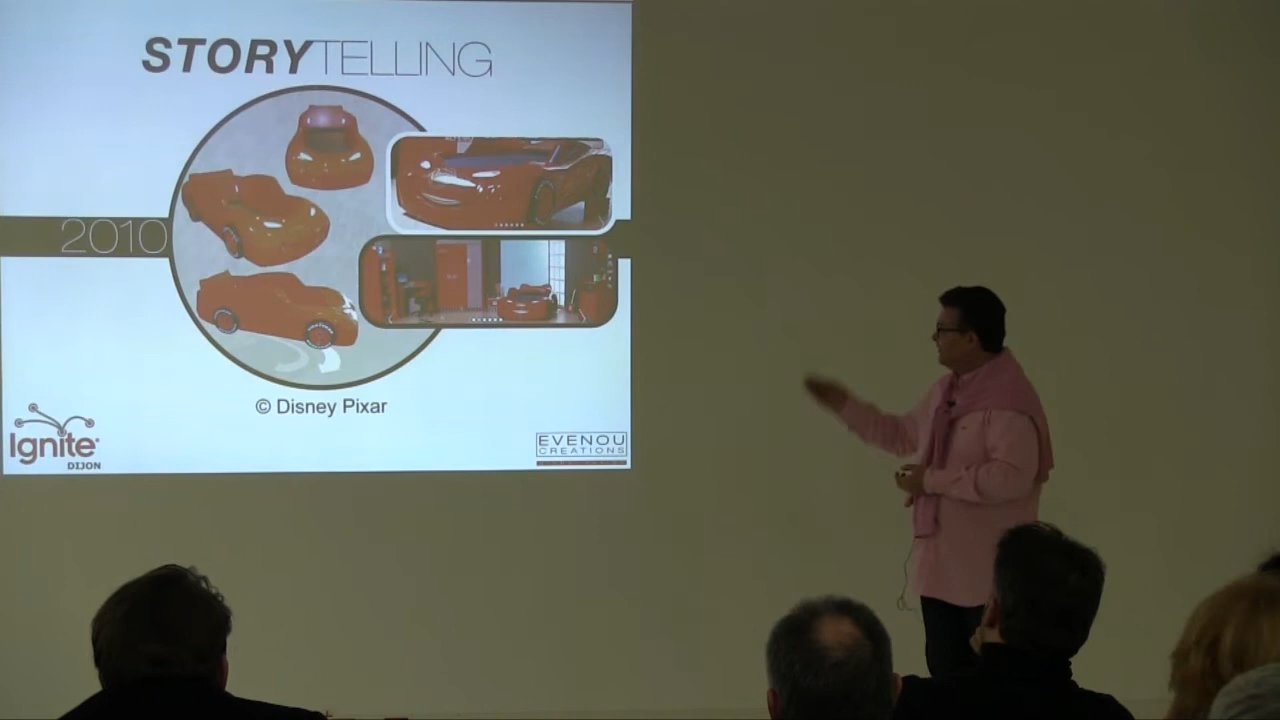 STORYTELLING
2010
© Disney Pixar
Ignite
DIJON
EVENOU
CREATIONS